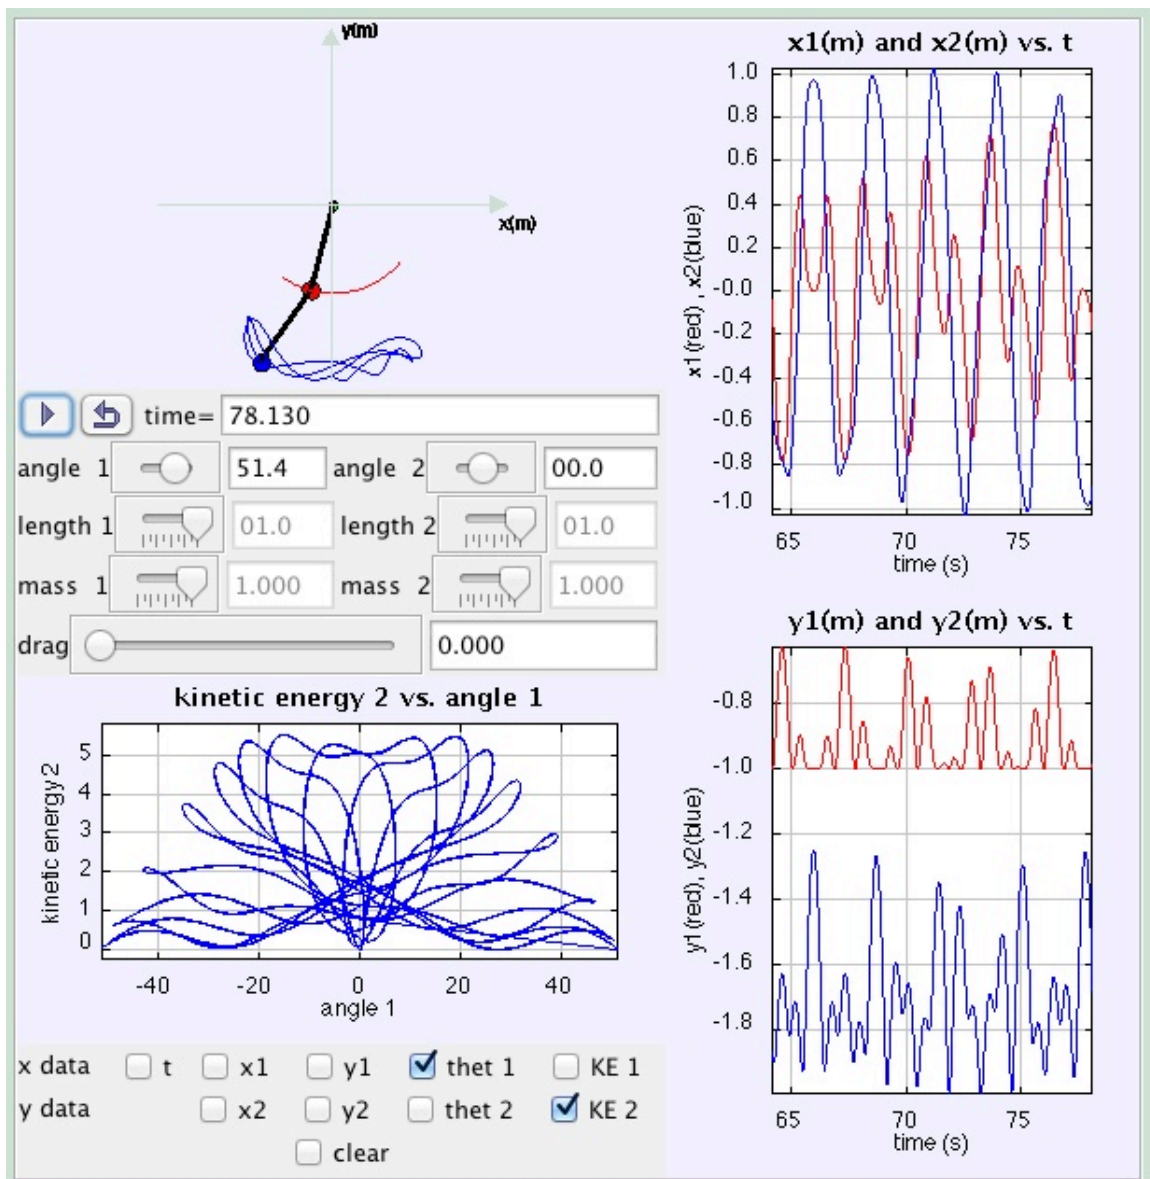 y(m)
x(m)
time= 78.130
angle 1 51.4 angle 2 00.0
length 1 01.0 length 2 01.0
mass 1 1.000 mass 2 1.000
drag 0.000
kinetic energy 2 vs. angle 1
kinetic energy2
5
4
3
2
1
0
-40 -20 0 20 40
angle 1
x data t x1 y1 thet 1 KE 1
y data x2 y2 thet 2 KE 2
clear
x1(m) and x2(m) vs. t
x1(red) , x2(blue)
1.0
0.8
0.6
0.4
0.2
-0.0
-0.2
-0.4
-0.6
-0.8
-1.0
65 70 75
time (s)
y1(m) and y2(m) vs. t
y1(red), y2(blue)
-0.8
-1.0
-1.2
-1.4
-1.6
-1.8
65 70 75
time (s)